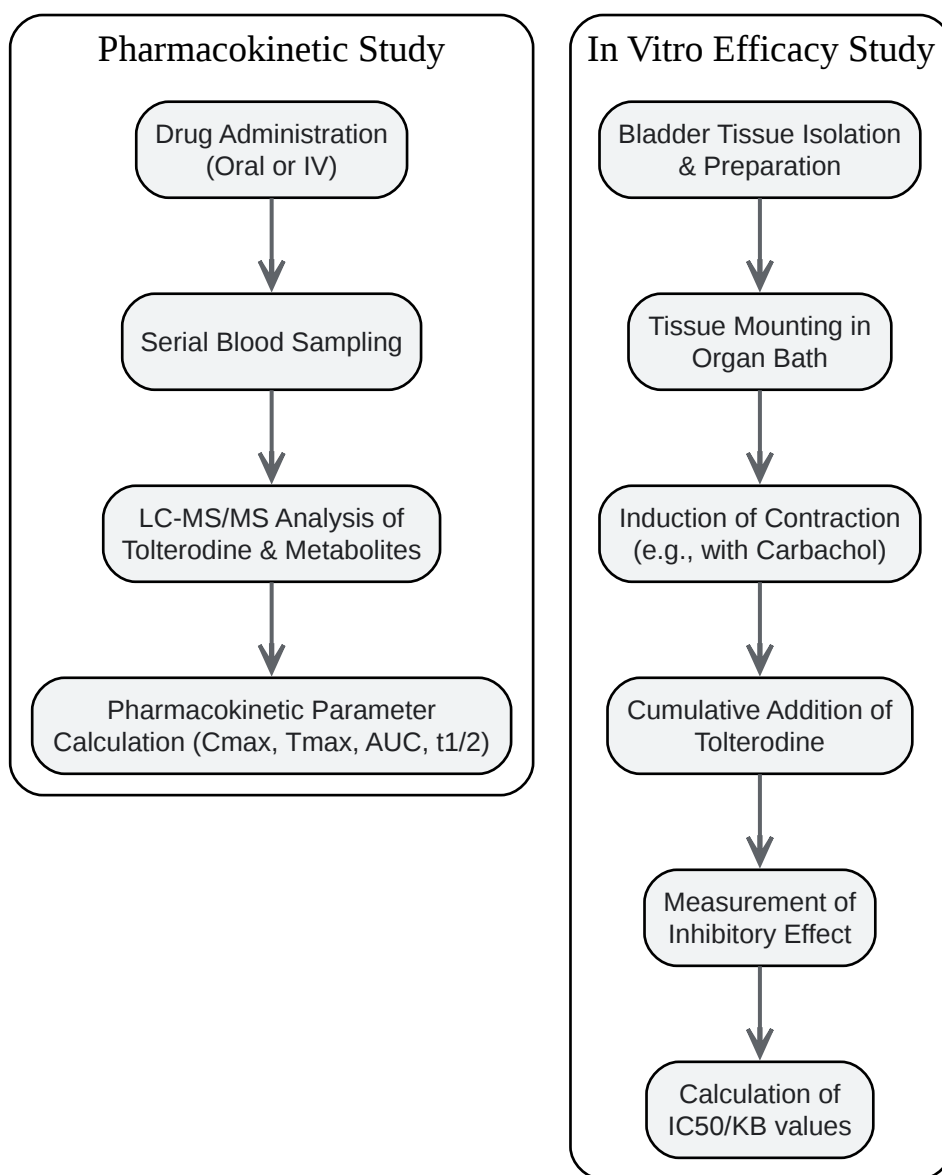 Pharmacokinetic Study
Drug Administration
(Oral or IV)
Serial Blood Sampling
LC-MS/MS Analysis of
Tolterodine & Metabolites
Pharmacokinetic Parameter
Calculation (Cmax, Tmax, AUC, t1/2)
In Vitro Efficacy Study
Bladder Tissue Isolation
& Preparation
Tissue Mounting in
Organ Bath
Induction of Contraction
(e.g., with Carbachol)
Cumulative Addition of
Tolterodine
Measurement of
Inhibitory Effect
Calculation of
IC50/KB values